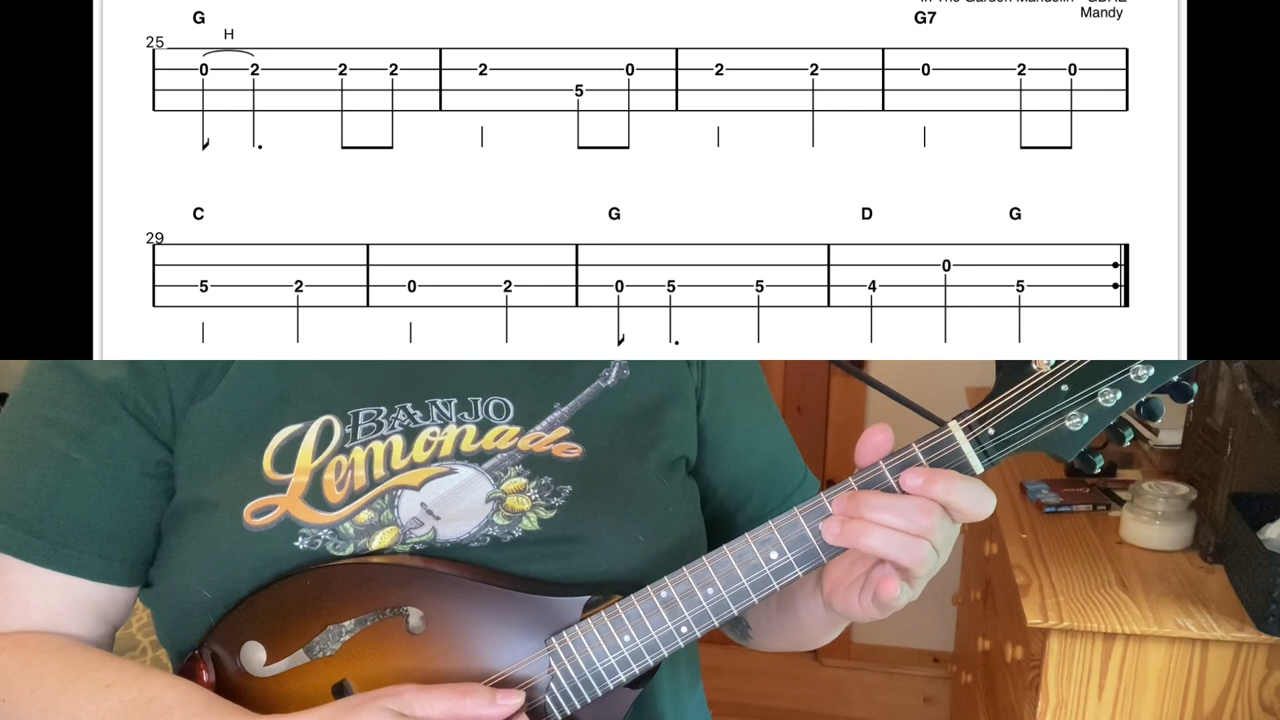 In The Garden Mandolin - GDAE
G G7 Mandy
H
25
0 2 2 2 2 0 2 2 0 2 0
5
C G D G
29
0
5 2 0 2 0 5 5 4 5
BANJO
Lemonade